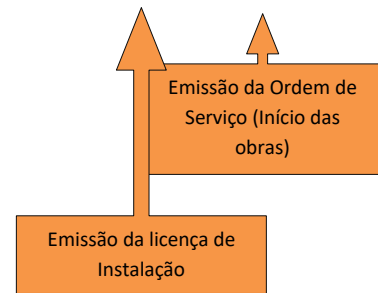 Emissão da Ordem de
Serviço (Início das
obras)
Emissão da licença de
Instalação